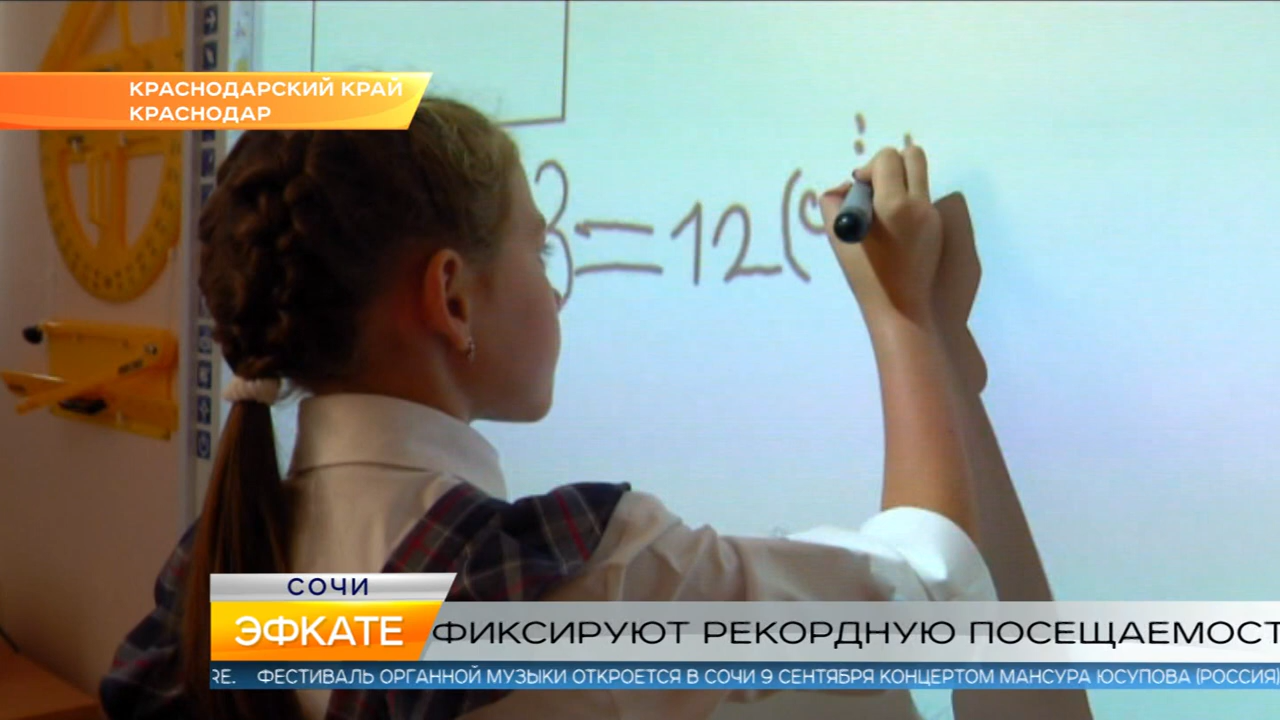 КРАСНОДАРСКИЙ КРАЙ
КРАСНОДАР
3=12(
СОЧИ
ЭФКАТЕ
ФИКСИРУЮТ РЕКОРДНУЮ ПОСЕЩАЕМОСТ
RE. ФЕСТИВАЛЬ ОРГАННОЙ МУЗЫКИ ОТКРОЕТСЯ В СОЧИ 9 СЕНТЯБРЯ КОНЦЕРТОМ МАНСУРА ЮСУПОВА (РОССИЯ)